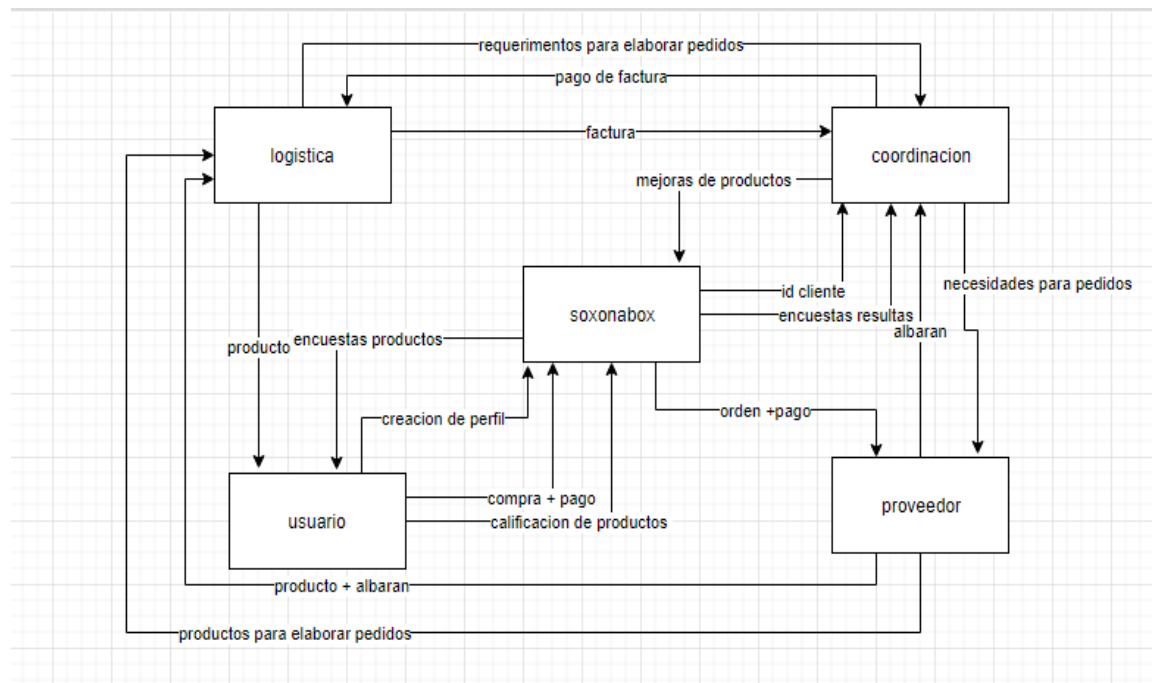 requerimentos para elaborar pedidos
pago de factura
factura
logistica
coordinacion
mejoras de productos
id cliente
necesidades para pedidos
soxonabox
encuestas resultas
albaran
encuestas productos
producto
creacion de perfil
orden +pago
compra + pago
proveedor
usuario
calificacion de productos
producto + albaran
productos para elaborar pedidos